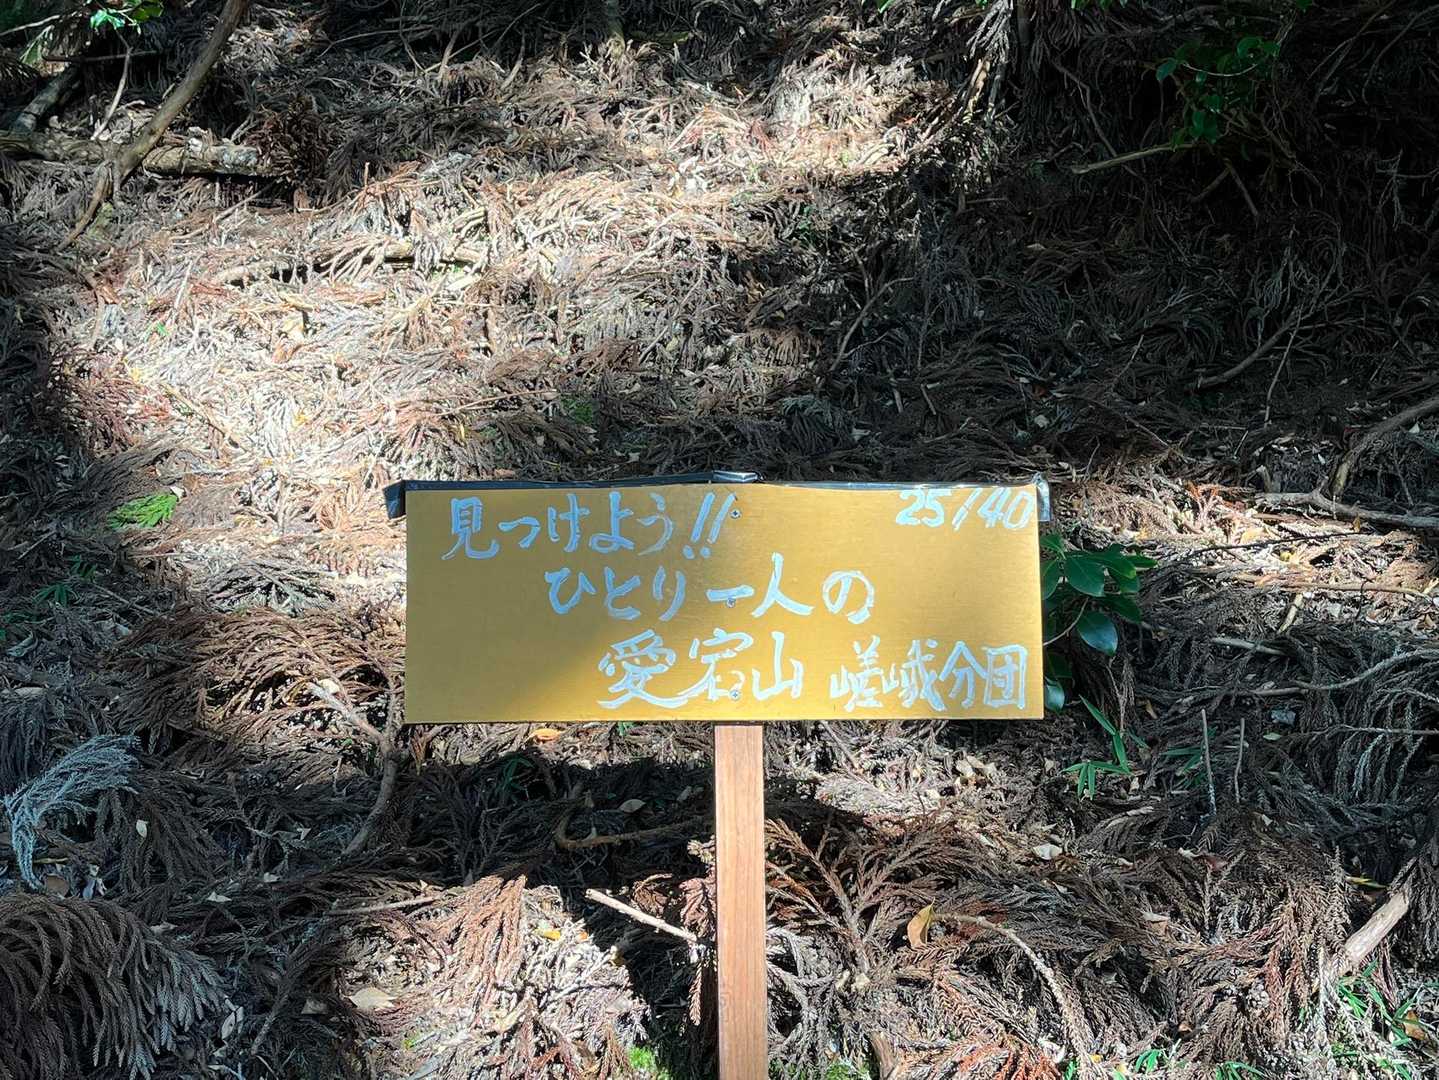 見つけよう!! 25/40
ひとり一人の
愛宕山 嵯峨分団